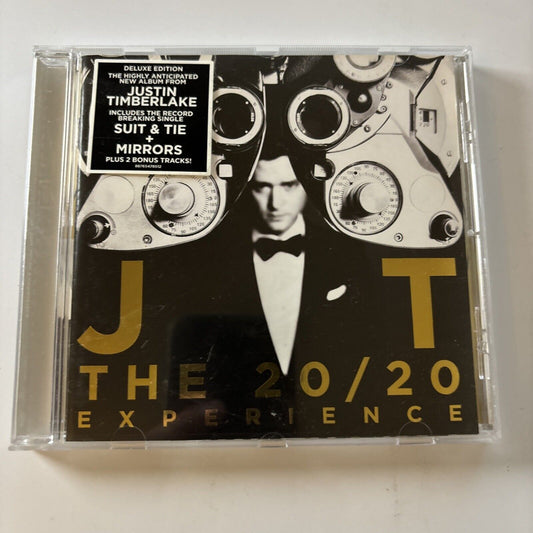 DELUXE EDITION
THE HIGHLY ANTICIPATED
NEW ALBUM FROM
JUSTIN
TIMBERLAKE
INCLUDES THE RECORD
BREAKING SINGLE
SUIT & TIE
+
MIRRORS
PLUS 2 BONUS TRACKS!
88765478512
J T
THE 20/20
EXPERIENCE